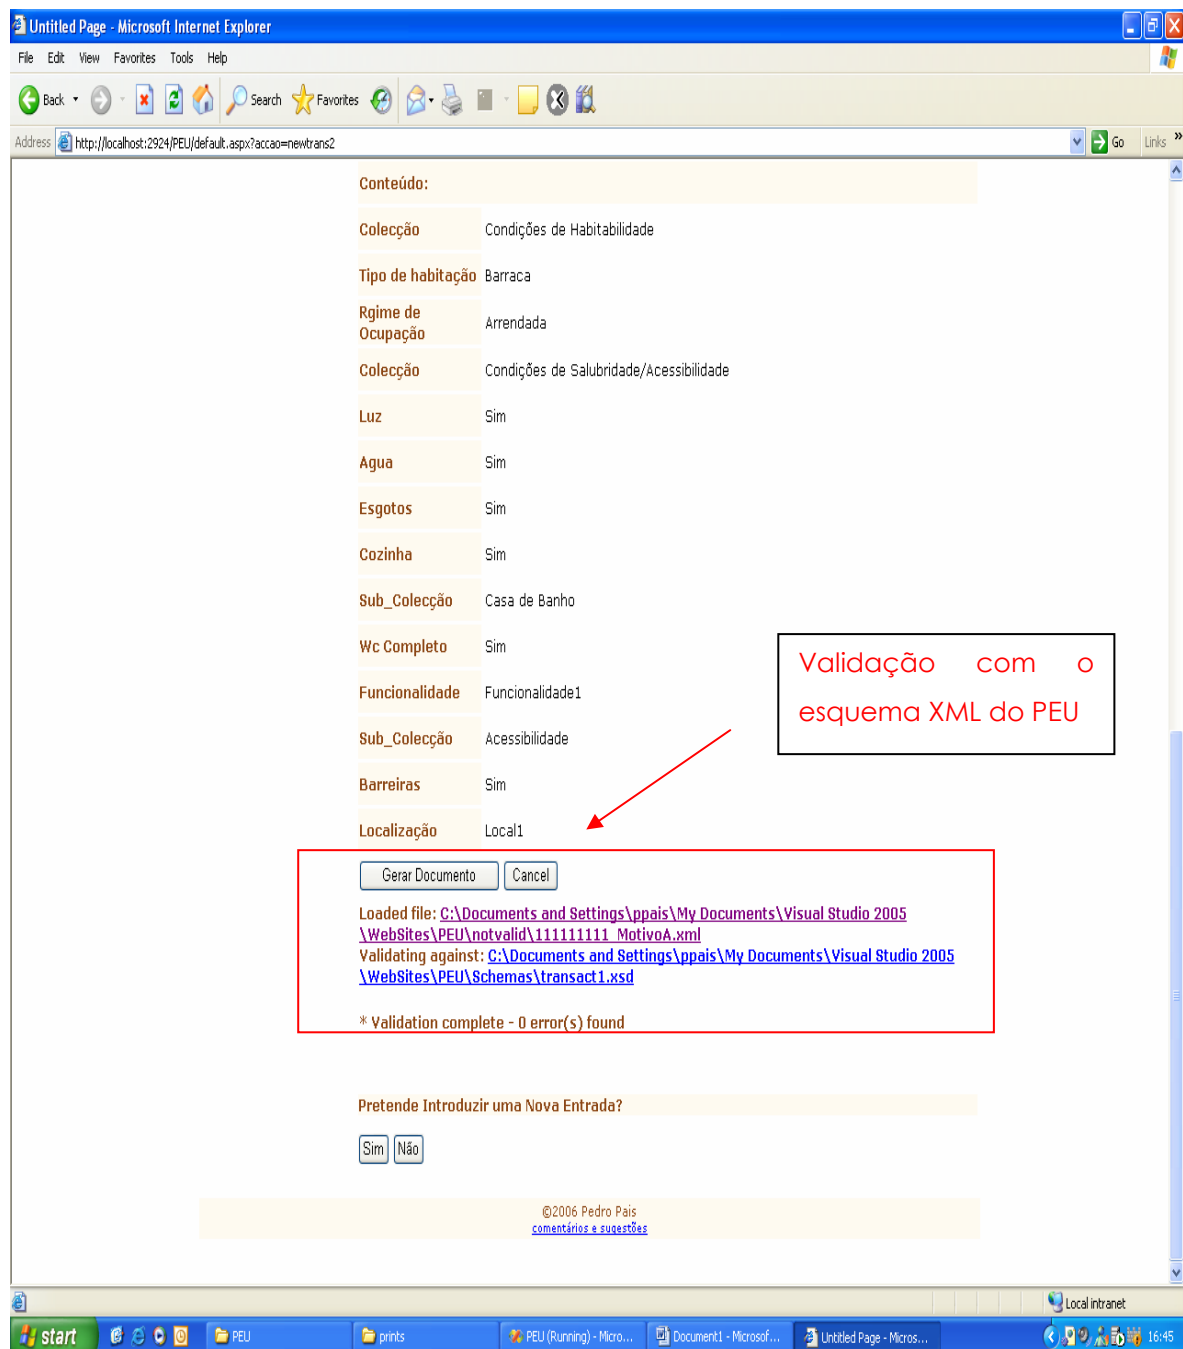 Untitled Page - Microsoft Internet Explorer
File Edit View Favorites Tools Help
Back Search Favorites
Address http://localhost:2924/PEU/default.aspx?accao=newtrans2 Go Links »
Conteúdo:
Colecção Condições de Habitabilidade
Tipo de habitação Barraca
Rgime de
Ocupação Arrendada
Colecção Condições de Salubridade/Acessibilidade
Luz Sim
Agua Sim
Esgotos Sim
Cozinha Sim
Sub_Colecção Casa de Banho
Wc Completo Sim
Funcionalidade Funcionalidade1
Sub_Colecção Acessibilidade
Barreiras Sim
Localização Local1
Validação com o
esquema XML do PEU
Gerar Documento Cancel
Loaded file: C:\Documents and Settings\ppais\My Documents\Visual Studio 2005
\WebSites\PEU\notvalid\111111111_MotivoA.xml
Validating against: C:\Documents and Settings\ppais\My Documents\Visual Studio 2005
\WebSites\PEU\Schemas\transact1.xsd
* Validation complete - 0 error(s) found
Pretende Introduzir uma Nova Entrada?
Sim Não
©2006 Pedro Pais
comentários e sugestões
Local intranet
start PEU prints PEU (Running) - Micro... Document1 - Microsof... Untitled Page - Micros... 16:45